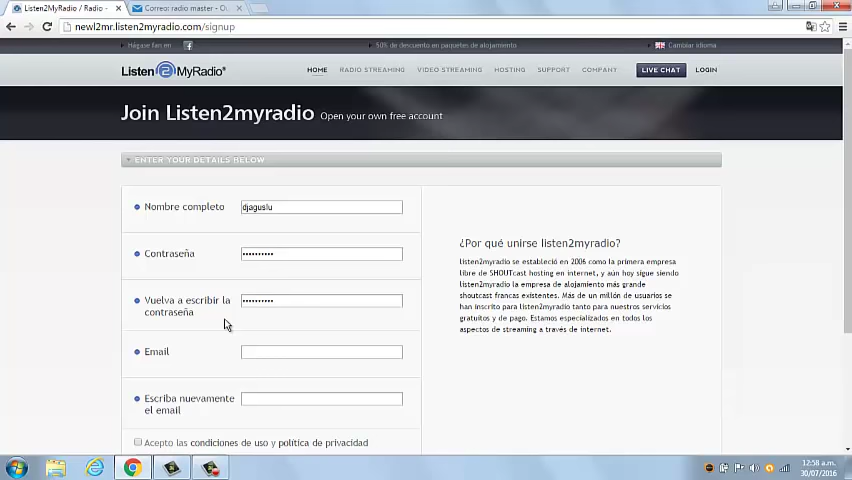 Listen2MyRadio / Radio -
Correo: radio master - O...
newl2mr.listen2myradio.com/signup
Hágase fan en
50% de descuento en paquetes de alojamiento
Cambiar idioma
Listen2MyRadio
HOME RADIO STREAMING VIDEO STREAMING HOSTING SUPPORT COMPANY LIVE CHAT LOGIN
Join Listen2myradio Open your own free account
ENTER YOUR DETAILS BELOW
Nombre completo djaguslu
Contraseña ••••••••••
Vuelva a escribir la
contraseña ••••••••••
Email
Escriba nuevamente
el email
Acepto las condiciones de uso y política de privacidad
¿Por qué unirse listen2myradio?
listen2myradio se estableció en 2006 como la primera empresa
libre de SHOUTcast hosting en internet, y aún hoy sigue siendo
listen2myradio la empresa de alojamiento más grande
shoutcast francas existentes. Más de un millón de usuarios se
han inscrito para listen2myradio tanto para nuestros servicios
gratuitos y de pago. Estamos especializados en todos los
aspectos de streaming a través de internet.
12:58 a.m.
30/07/2016